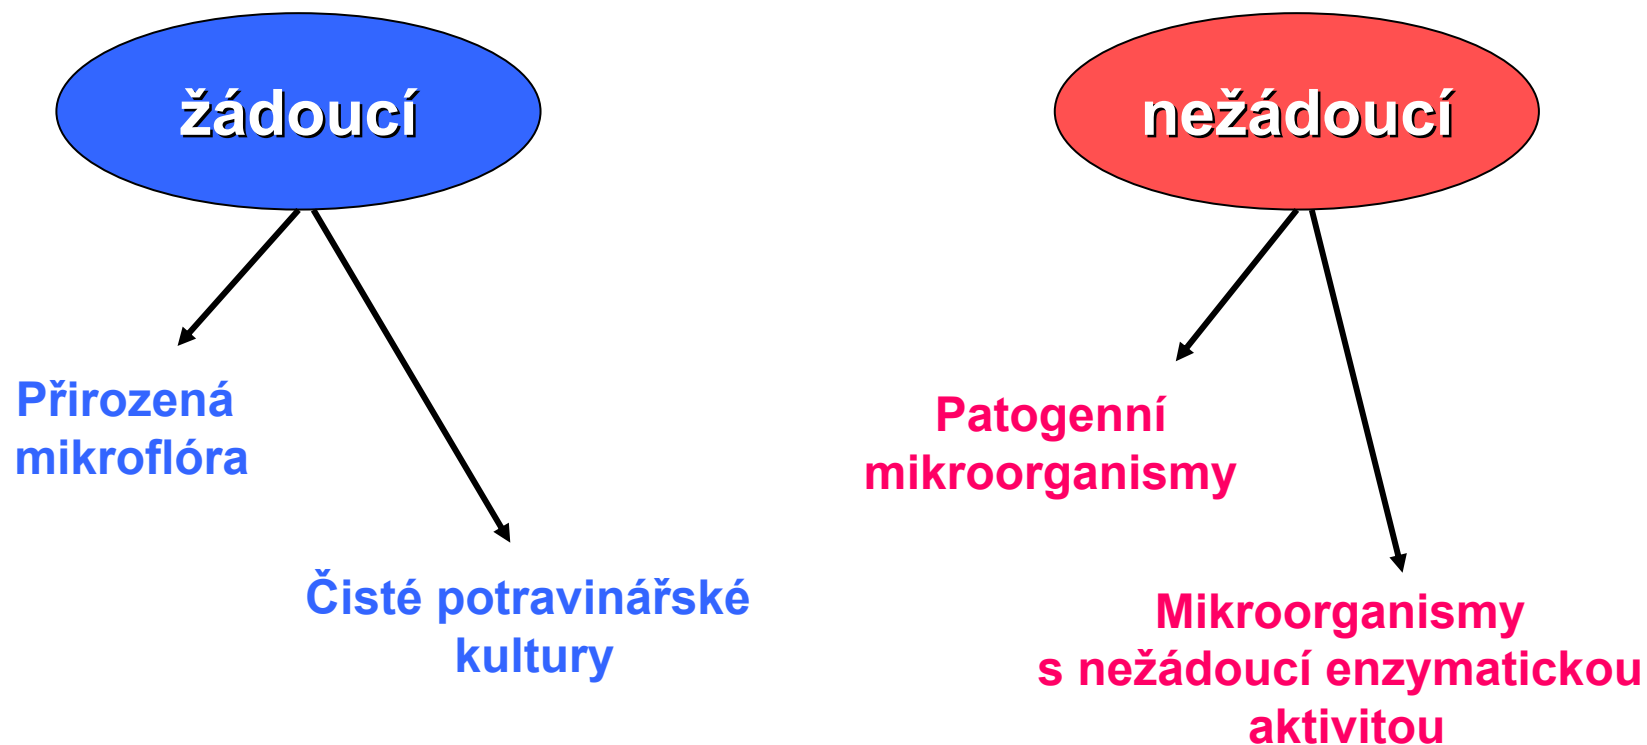 žádoucí
Přirozená
mikroflóra
Čisté potravinářské
kultury
nežádoucí
Patogenní
mikroorganismy
Mikroorganismy
s nežádoucí enzymatickou
aktivitou